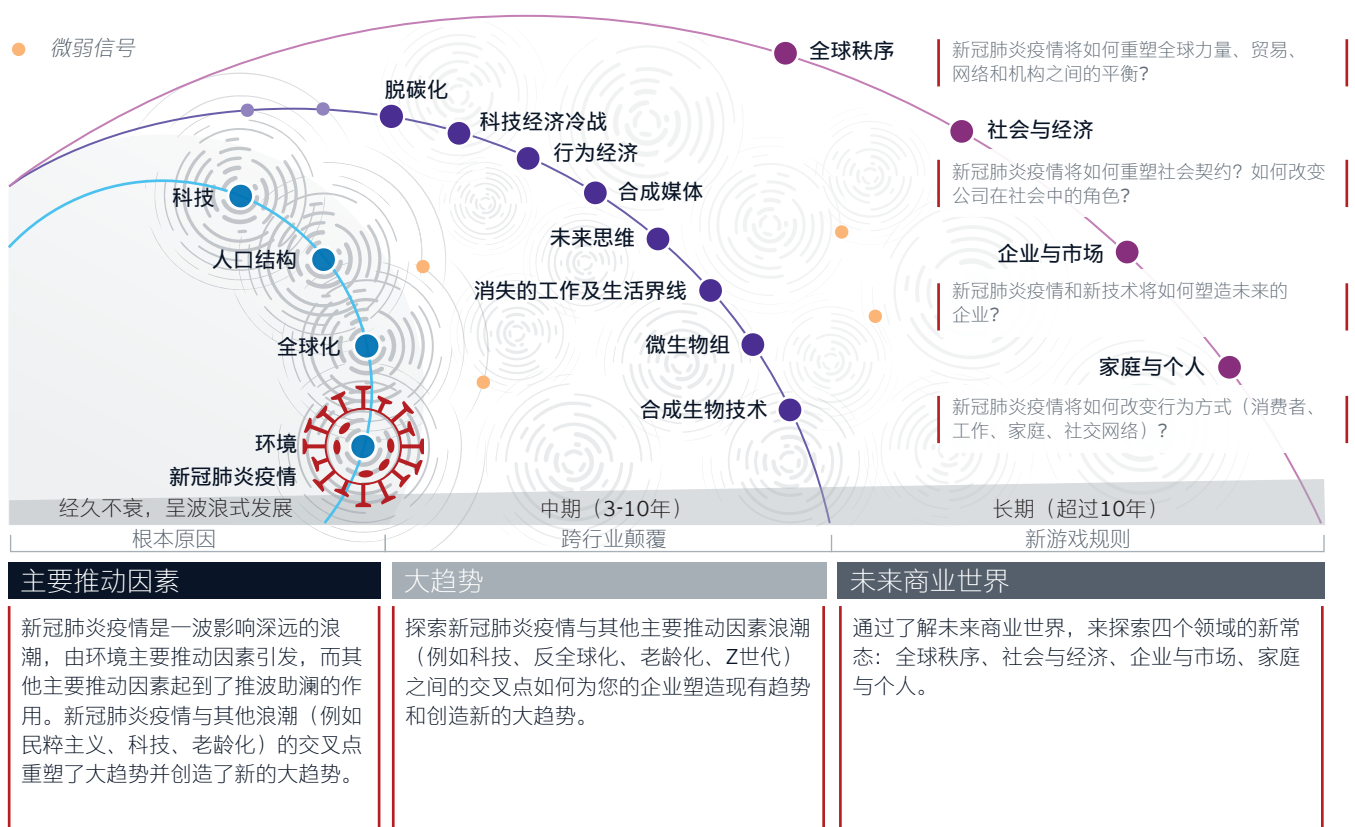 微弱信号
全球秩序
新冠肺炎疫情将如何重塑全球力量、贸易、
网络和机构之间的平衡?
脱碳化
科技经济冷战
行为经济
合成媒体
未来思维
消失的工作及生活界线
微生物组
合成生物技术
社会与经济
新冠肺炎疫情将如何重塑社会契约？如何改变
公司在社会中的角色?
企业与市场
新冠肺炎疫情和新技术将如何塑造未来的
企业?
家庭与个人
新冠肺炎疫情将如何改变行为方式（消费者、
工作、家庭、社交网络）?
科技
人口结构
全球化
环境
新冠肺炎疫情
经久不衰，呈波浪式发展
中期（3-10年）
长期（超过10年）
根本原因
跨行业颠覆
新游戏规则
主要推动因素
新冠肺炎疫情是一波影响深远的浪
潮，由环境主要推动因素引发，而其
他主要推动因素起到了推波助澜的作
用。新冠肺炎疫情与其他浪潮（例如
民粹主义、科技、老龄化）的交叉点
重塑了大趋势并创造了新的大趋势。
大趋势
探索新冠肺炎疫情与其他主要推动因素浪潮
（例如科技、反全球化、老龄化、Z世代）
之间的交叉点如何为您的企业塑造现有趋势
和创造新的大趋势。
未来商业世界
通过了解未来商业世界，来探索四个领域的新常
态：全球秩序、社会与经济、企业与市场、家庭
与个人。